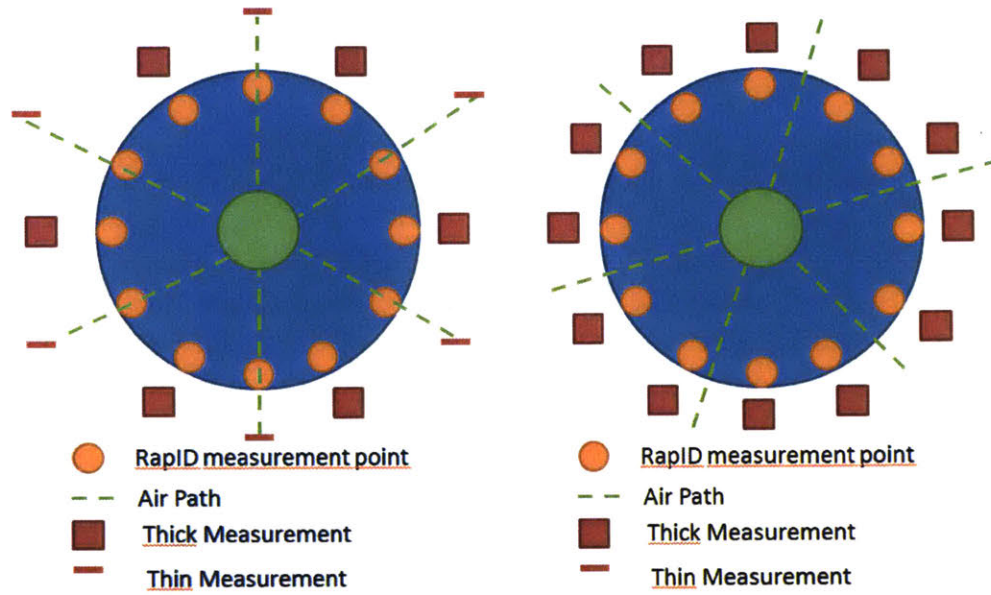 RapID measurement point
Air Path
Thick Measurement
Thin Measurement
RapID measurement point
Air Path
Thick Measurement
Thin Measurement